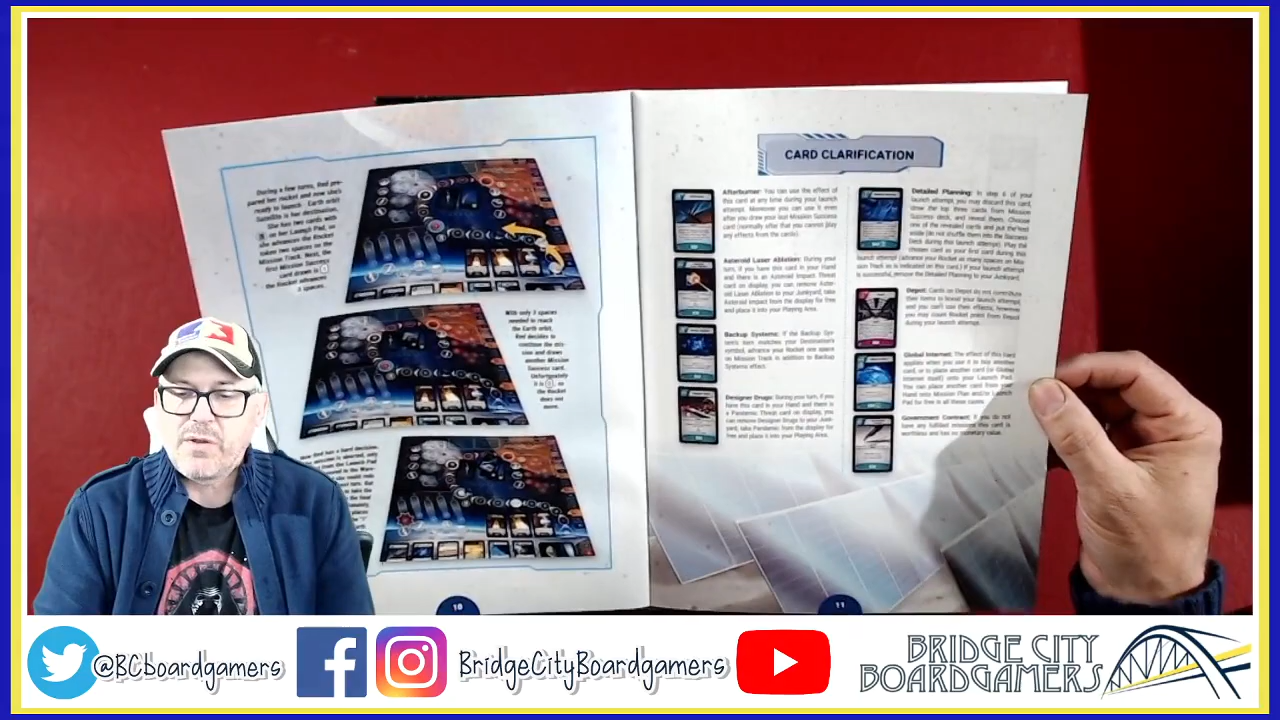 During a few turns, Red pre-
pared her rocket and now she's
ready to launch. Earth orbit
Satellite is her destination.
She has two cards with
on her Launch Pad, so
she advances the Rocket
token two spaces on the
Mission Track. Next, the
first Mission Success
card drawn is 1
the Rocket advances
spaces.
With only 3 spaces
needed to reach
the Earth orbit,
Red decides to
continue the mis-
sion and draws
another Mission
Success card.
Unfortunately
it is 0, so
the Rocket
does not
move.
Now Red has a hard decision.
10
CARD CLARIFICATION
Afterburner: You can use the effect of
this card at any time during your launch
attempt. Moreover you can use it even
after you draw your last Mission Success
card (normally after that you cannot play
any effects from the cards).
Asteroid Laser Ablation: During your
turn, if you have this card in your Hand
and there is an Asteroid Impact Threat
card on display, you can remove Aster-
oid Laser Ablation to your Junkyard, take
Asteroid Impact from the display for free
and place it into your Playing Area.
Backup Systems: If the Backup Sys-
tem's item matches your Destination's
symbol, advance your Rocket one space
on Mission Track in addition to Backup
Systems effect.
Designer Drugs: During your turn, if you
have this card in your Hand and there is
a Pandemic Threat card on display, you
can remove Designer Drugs to your Junk-
yard, take Pandemic from the display for
free and place it into your Playing Area.
Detailed Planning: In step 6 of your
launch attempt, you may discard this card,
draw the top three cards from Mission
Success deck, and reveal them. Choose
one of the revealed cards and put the rest
aside (do not shuffle them into the Success
Deck during this launch attempt). Play the
chosen card as your first card during this
launch attempt (advance your Rocket as many spaces on Mis-
sion Track as is indicated on this card.) If your launch attempt
is successful, remove the Detailed Planning to your Junkyard.
Depot: Cards on Depot do not contribute
their items to boost your launch attempt,
and you can't use their effects, however
you may count Rocket points from Depot
during your launch attempt.
Global Internet: The effect of this card
applies when you use it to buy another
card, or to place another card (or Global
Internet itself) onto your Launch Pad.
You can place another card from your
Hand onto Mission Plan and/or Launch
Pad for free in all these cases.
Government Contract: If you do not
have any fulfilled missions this card is
worthless and has no monetary value.
11
@BCboardgamers
BridgeCityBoardgamers
BRIDGE CITY
BOARDGAMERS